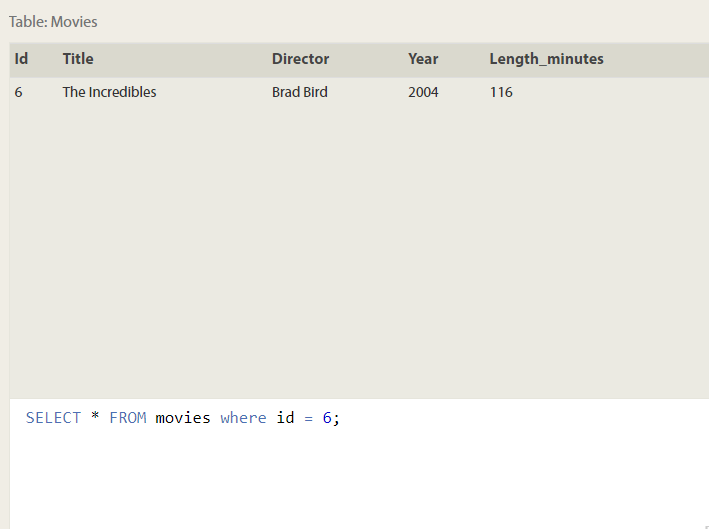 Table: Movies
Id Title Director Year Length_minutes
6 The Incredibles Brad Bird 2004 116
SELECT * FROM movies where id = 6;